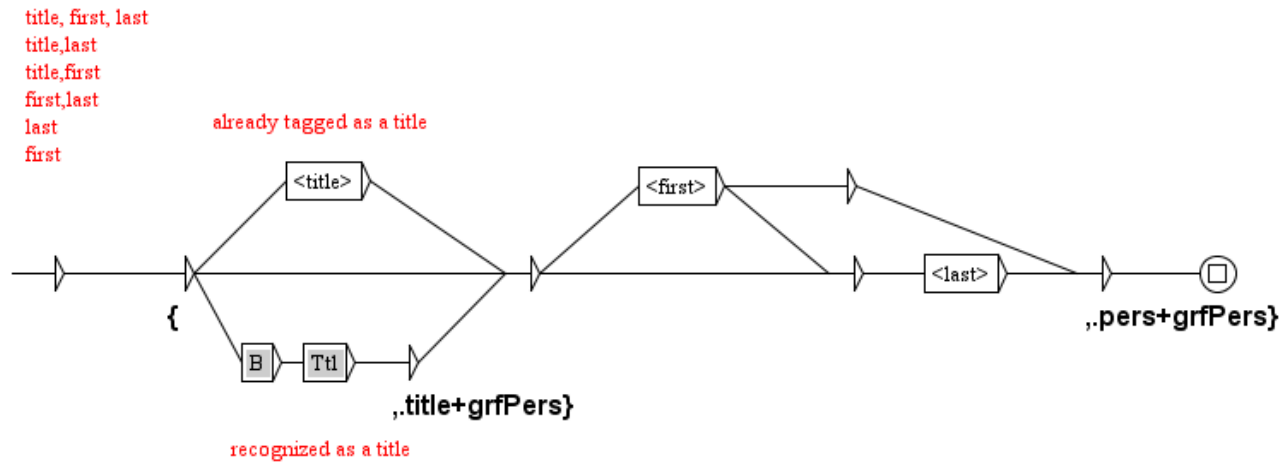 title, first, last
title,last
title,first
first,last
last
first
already tagged as a title
<title>
<first>
<last>
{
,.pers+grfPers}
B
Ttl
,.title+grfPers}
recognized as a title